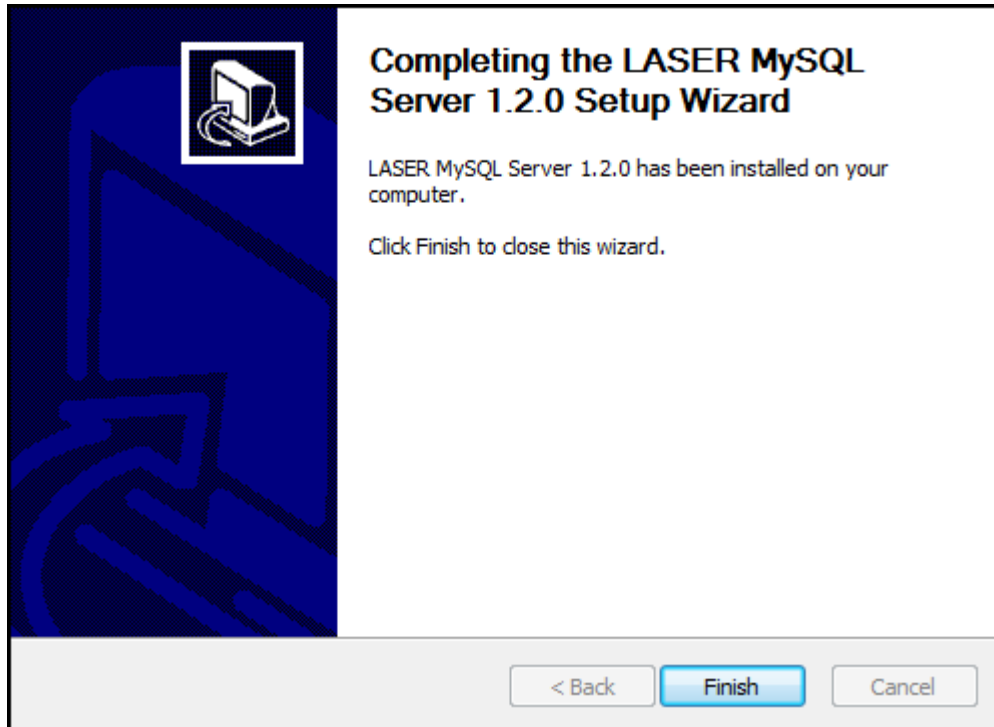 Completing the LASER MySQL
Server 1.2.0 Setup Wizard
LASER MySQL Server 1.2.0 has been installed on your
computer.
Click Finish to close this wizard.
< Back
Finish
Cancel